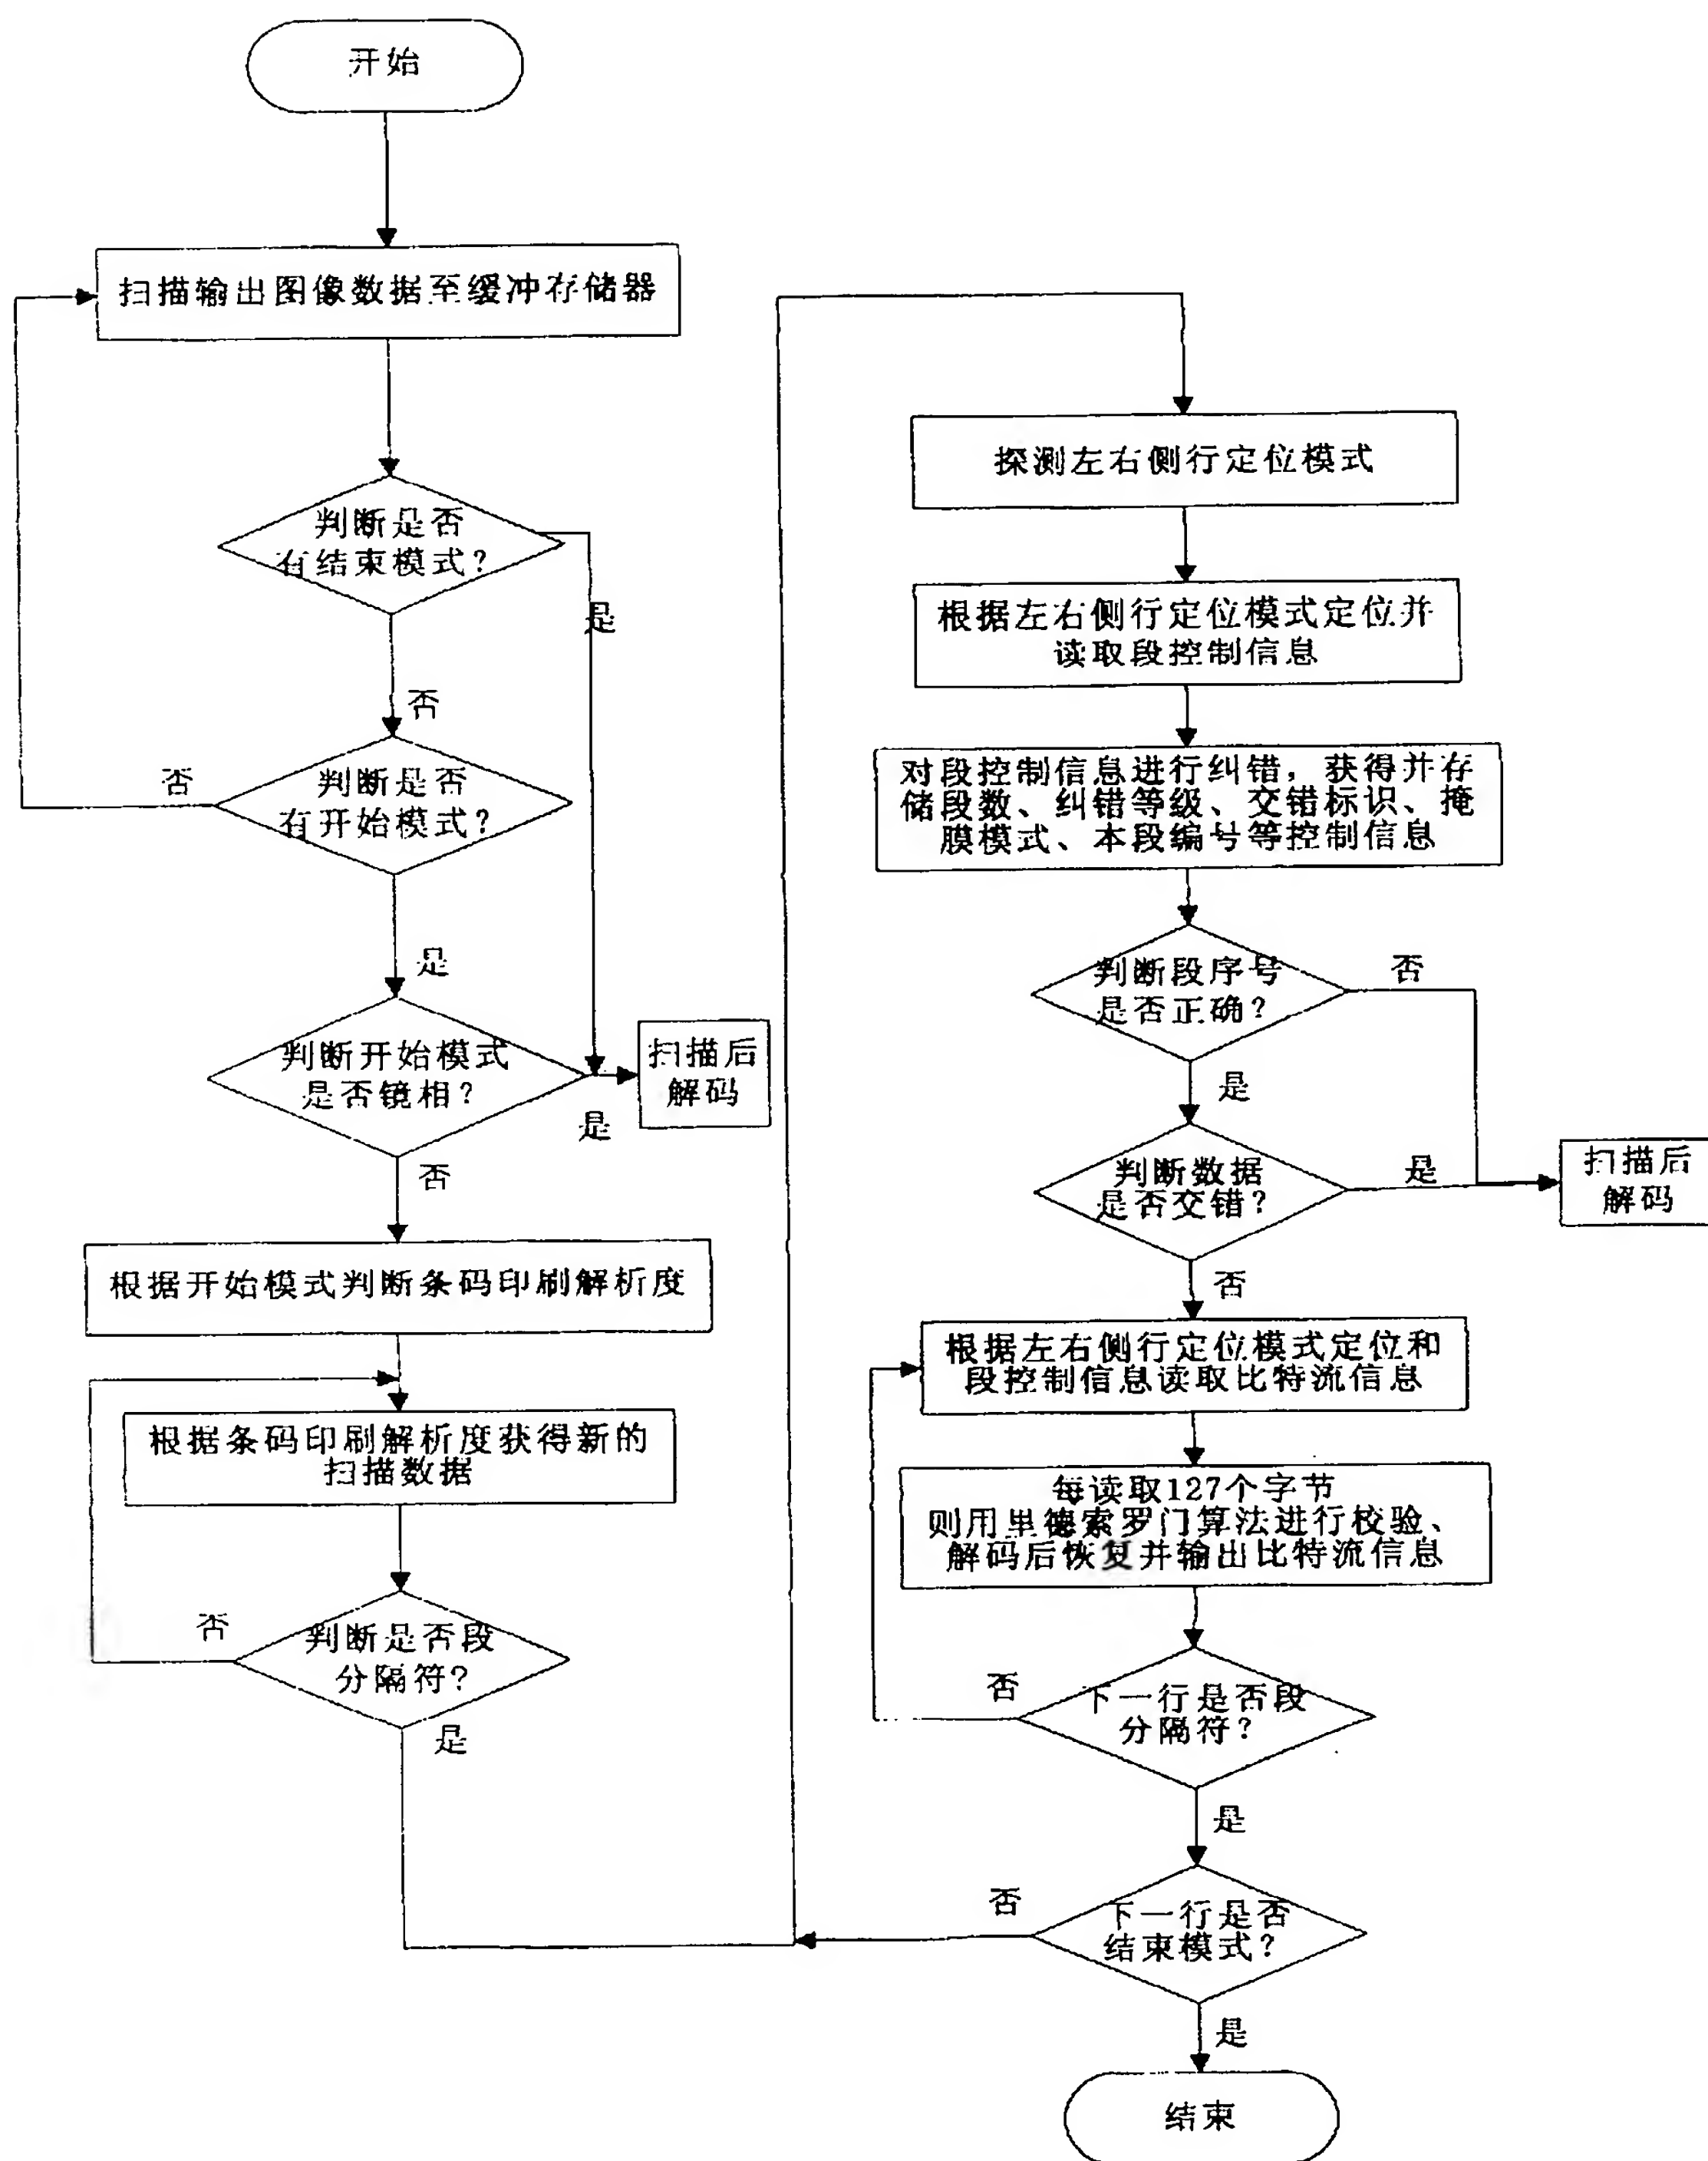 开始
扫描输出图像数据至缓冲存储器
判断是否
有结束模式?
是
否
判断是否
有开始模式?
否
是
判断开始模式
是否镜相?
是
扫描后
解码
否
根据开始模式判断条码印刷解析度
根据条码印刷解析度获得新的
扫描数据
判断是否段
分隔符?
否
是
探测左右侧行定位模式
根据左右侧行定位模式定位并
读取段控制信息
对段控制信息进行纠错，获得并存
储段数、纠错等级、交错标识、掩
膜模式、本段编号等控制信息
判断段序号
是否正确?
否
是
判断数据
是否交错?
是
扫描后
解码
否
根据左右侧行定位模式定位和
段控制信息读取比特流信息
每读取127个字节
则用里德索罗门算法进行校验、
解码后恢复并输出比特流信息
下一行是否段
分隔符?
否
是
下一行是否
结束模式?
否
是
结束